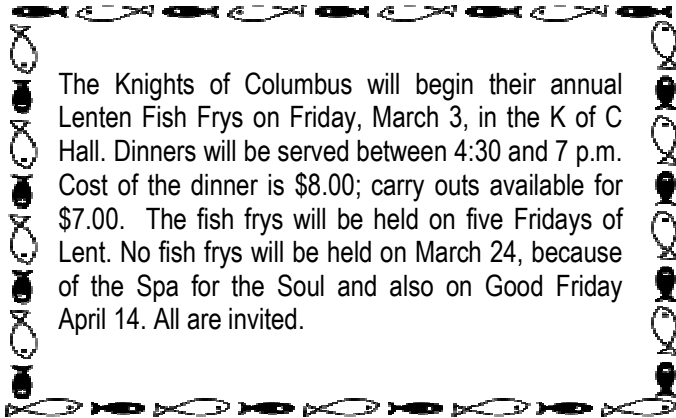 The Knights of Columbus will begin their annual
Lenten Fish Frys on Friday, March 3, in the K of C
Hall. Dinners will be served between 4:30 and 7 p.m.
Cost of the dinner is $8.00; carry outs available for
$7.00. The fish frys will be held on five Fridays of
Lent. No fish frys will be held on March 24, because
of the Spa for the Soul and also on Good Friday
April 14. All are invited.